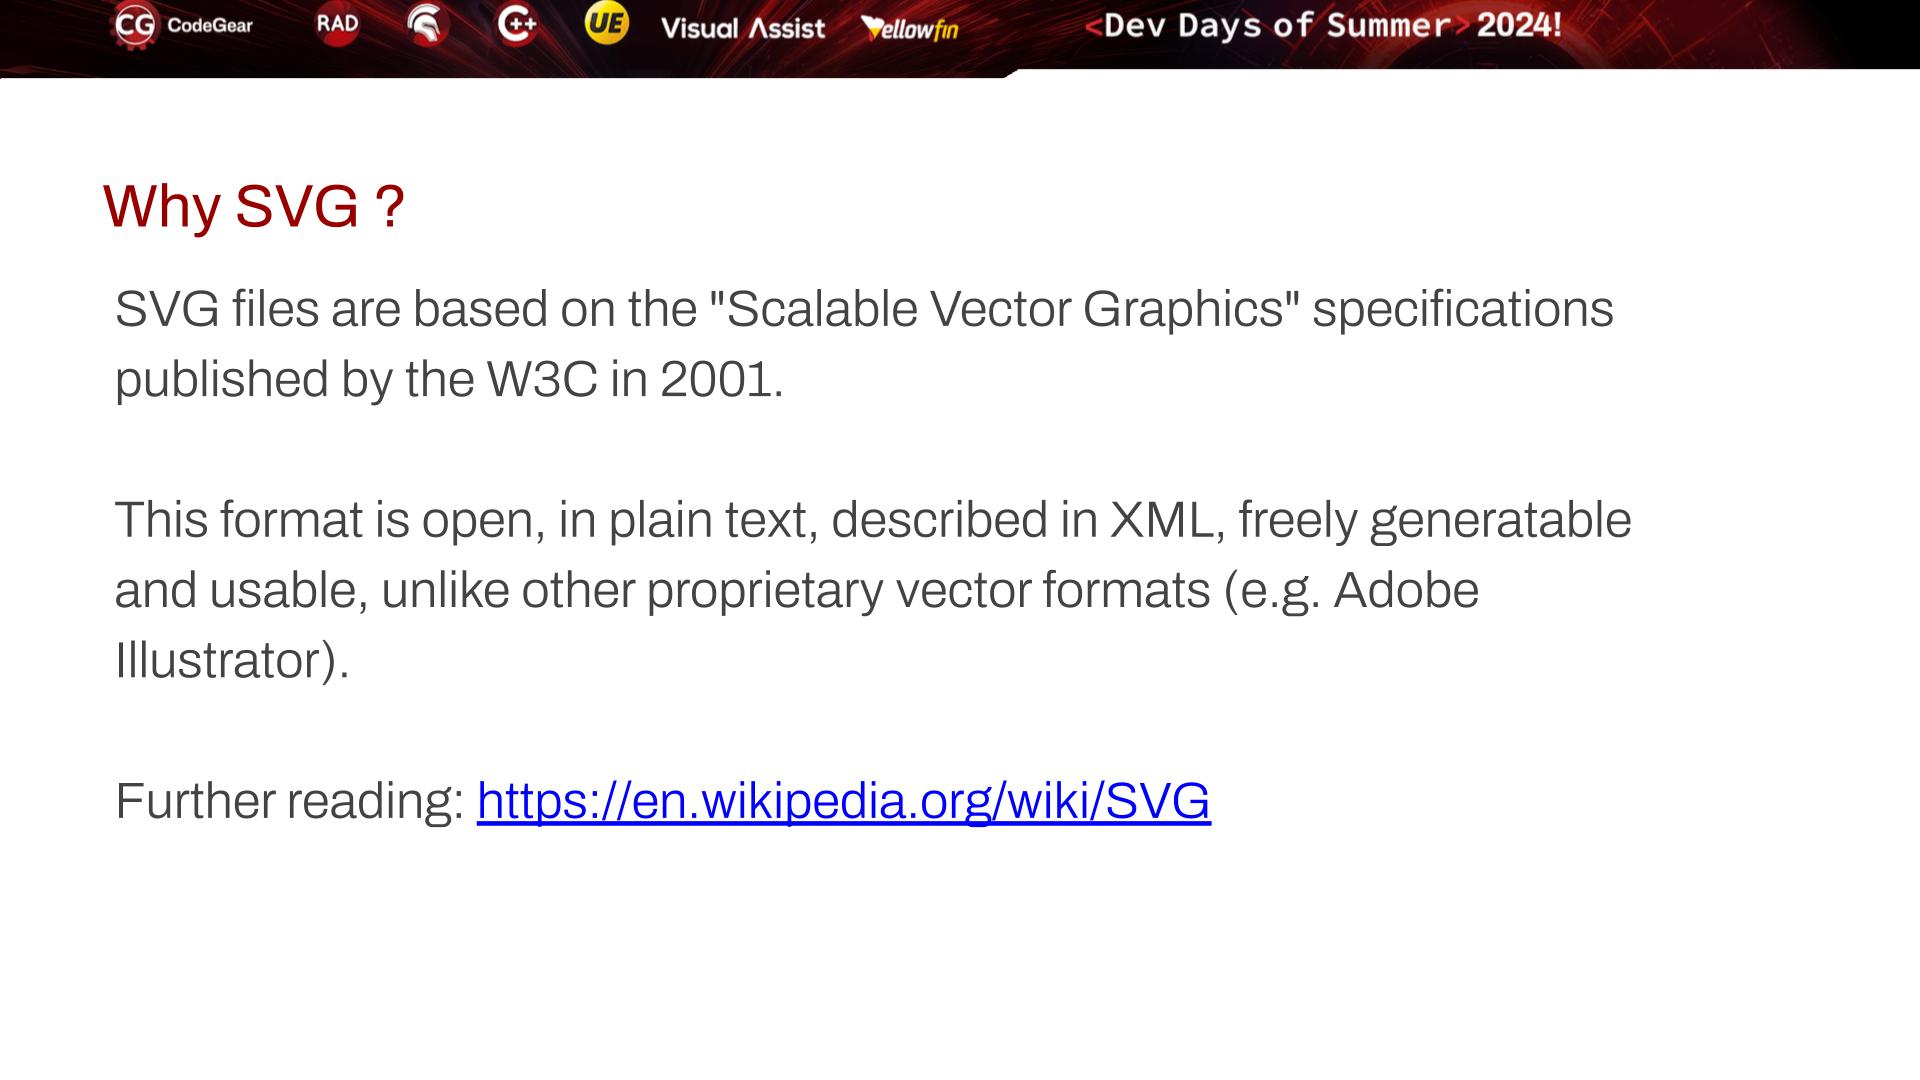 CG CodeGear RAD C++ UE Visual Assist Yellowfin <Dev Days of Summer> 2024!
Why SVG ?
SVG files are based on the "Scalable Vector Graphics" specifications
published by the W3C in 2001.
This format is open, in plain text, described in XML, freely generatable
and usable, unlike other proprietary vector formats (e.g. Adobe
Illustrator).
Further reading: https://en.wikipedia.org/wiki/SVG